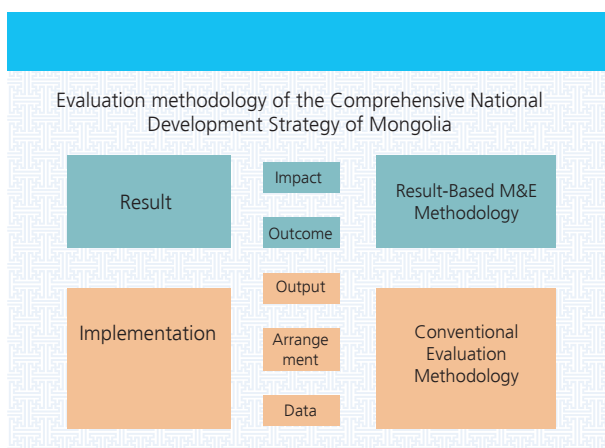 Evaluation methodology of the Comprehensive National
Development Strategy of Mongolia
Result
Impact
Outcome
Result-Based M&E
Methodology
Implementation
Output
Arrange
ment
Data
Conventional
Evaluation
Methodology